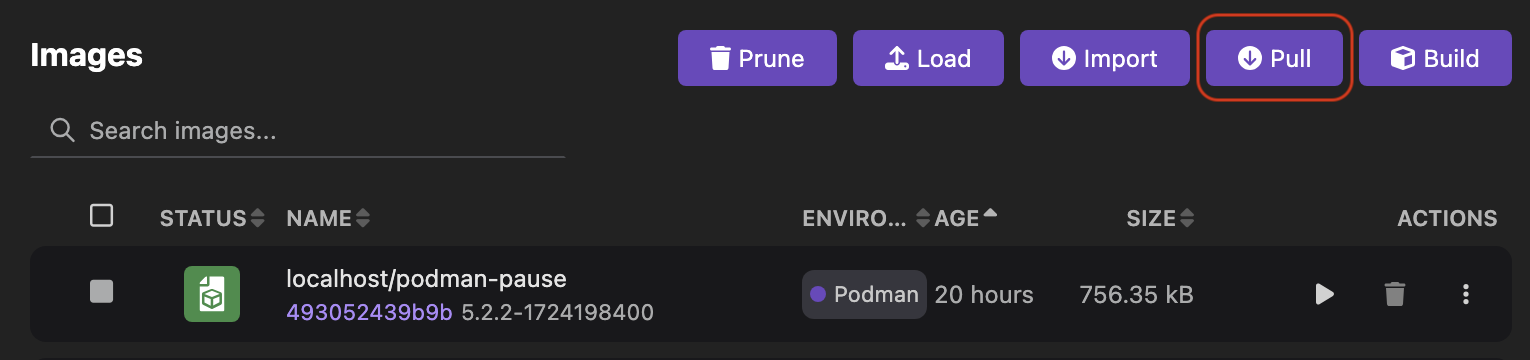 Images
Prune
Load
Import
Pull
Build
Search images...
STATUS NAME ENVIRO... AGE SIZE ACTIONS
localhost/podman-pause
493052439b9b 5.2.2-1724198400
Podman
20 hours
756.35 kB